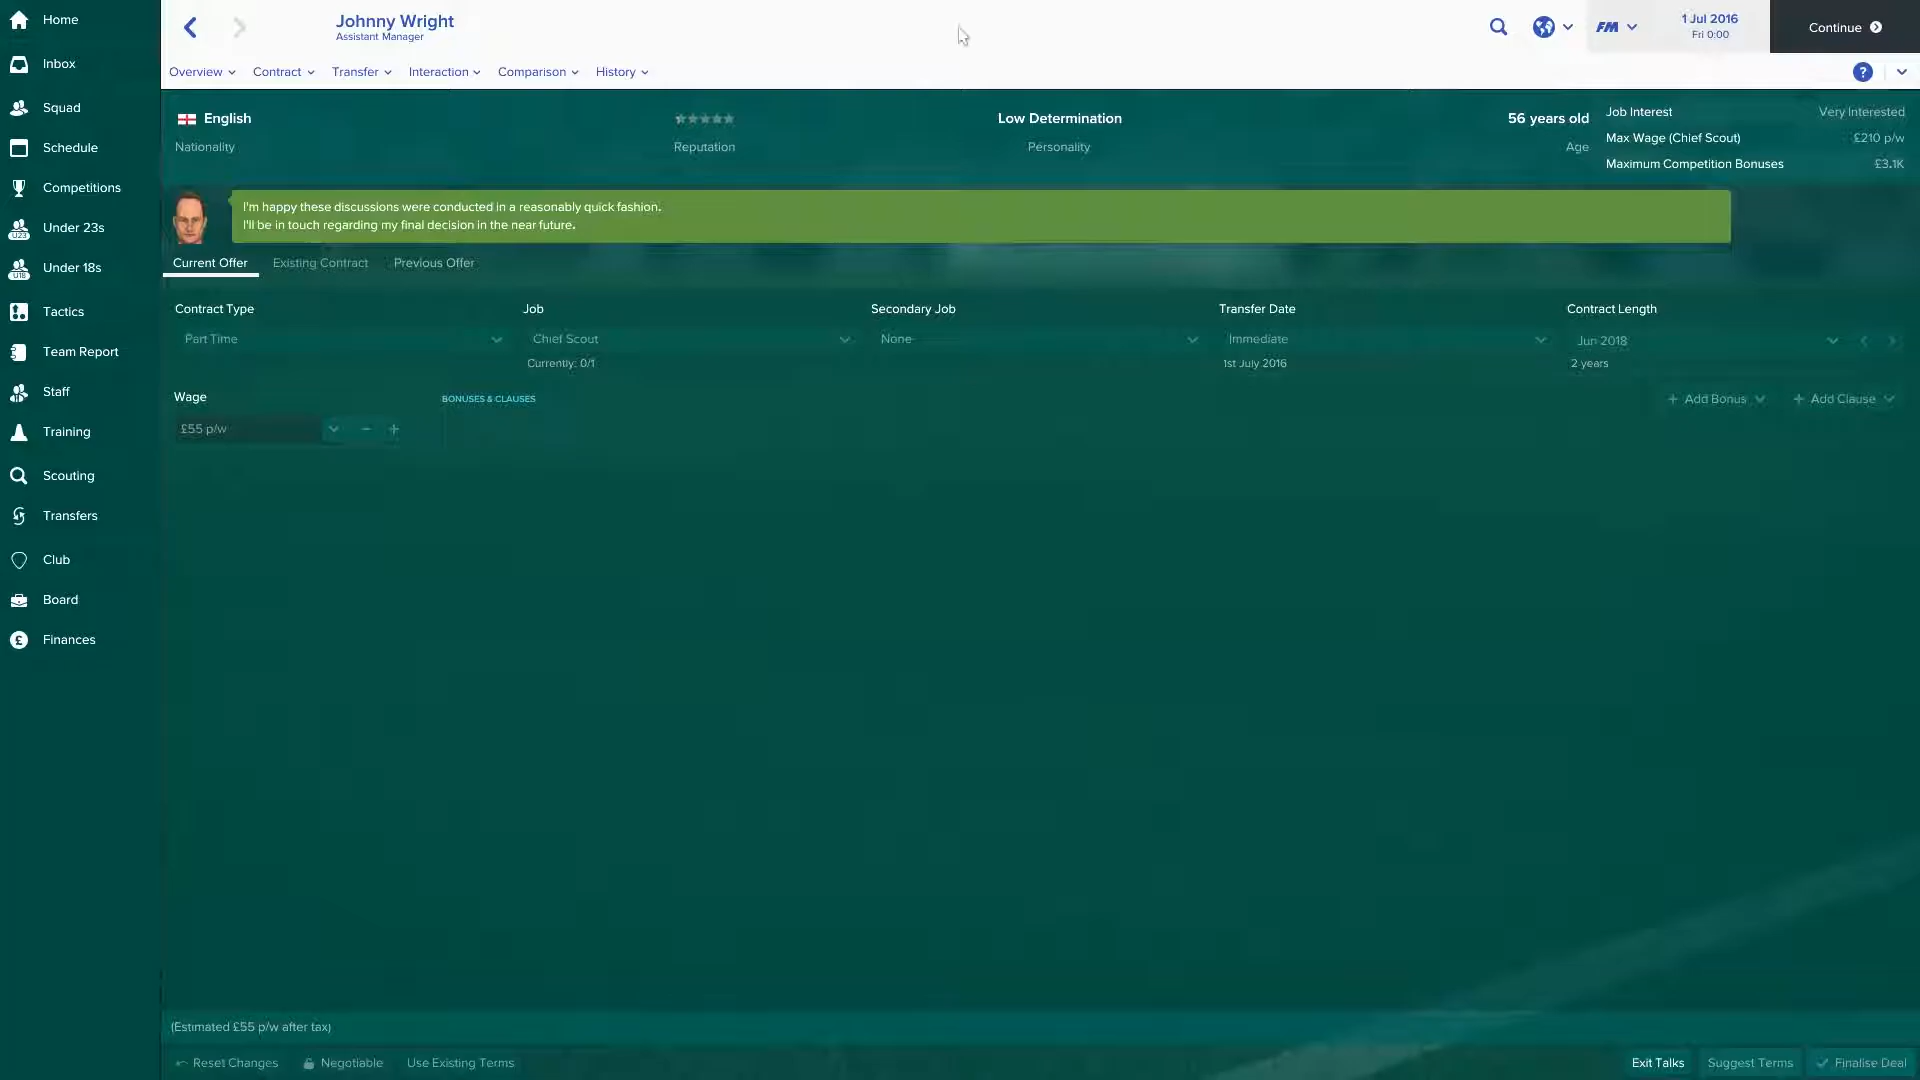 Home
Inbox
Squad
Schedule
Competitions
Under 23s
Under 18s
Tactics
Team Report
Staff
Training
Scouting
Transfers
Club
Board
Finances
Johnny Wright
Assistant Manager
FM
1 Jul 2016
Fri 0:00
Continue
Overview
Contract
Transfer
Interaction
Comparison
History
?
English
Nationality
Reputation
Low Determination
Personality
56 years old
Age
Job Interest Very Interested
Max Wage (Chief Scout) £210 p/w
Maximum Competition Bonuses £3.1K
I'm happy these discussions were conducted in a reasonably quick fashion.
I'll be in touch regarding my final decision in the near future.
Current Offer
Existing Contract
Previous Offer
Contract Type
Part Time
Job
Chief Scout
Currently: 0/1
Secondary Job
None
Transfer Date
Immediate
1st July 2016
Contract Length
Jun 2018
2 years
Wage
£55 p/w
BONUSES & CLAUSES
+ Add Bonus
+ Add Clause
(Estimated £55 p/w after tax)
Reset Changes
Negotiable
Use Existing Terms
Exit Talks
Suggest Terms
Finalise Deal